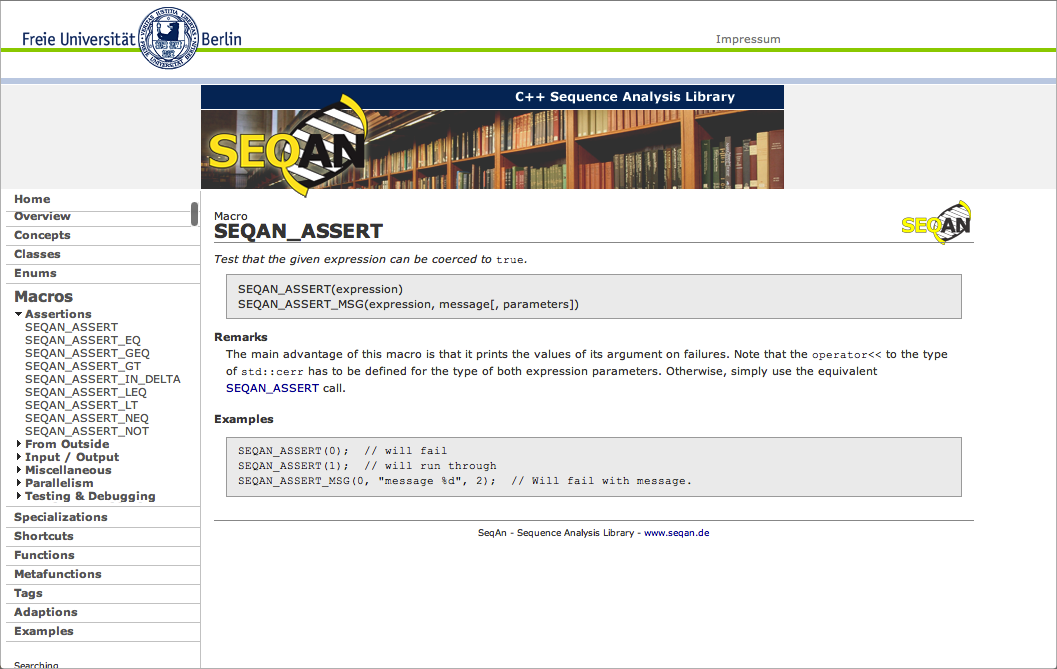 Freie Universität Berlin
Impressum
C++ Sequence Analysis Library
SEQAN
Home
Overview
Concepts
Classes
Enums
Macros
Assertions
SEQAN_ASSERT
SEQAN_ASSERT_EQ
SEQAN_ASSERT_GEQ
SEQAN_ASSERT_GT
SEQAN_ASSERT_IN_DELTA
SEQAN_ASSERT_LEQ
SEQAN_ASSERT_LT
SEQAN_ASSERT_NEQ
SEQAN_ASSERT_NOT
From Outside
Input / Output
Miscellaneous
Parallelism
Testing & Debugging
Specializations
Shortcuts
Functions
Metafunctions
Tags
Adaptions
Examples
Searching
Macro
SEQAN_ASSERT
SEQAN
Test that the given expression can be coerced to true.
SEQAN_ASSERT(expression)
SEQAN_ASSERT_MSG(expression, message[, parameters])
Remarks
The main advantage of this macro is that it prints the values of its argument on failures. Note that the operator<< to the type
of std::cerr has to be defined for the type of both expression parameters. Otherwise, simply use the equivalent
SEQAN_ASSERT call.
Examples
SEQAN_ASSERT(0);  // will fail
SEQAN_ASSERT(1);  // will run through
SEQAN_ASSERT_MSG(0, "message %d", 2);  // Will fail with message.
SeqAn - Sequence Analysis Library - www.seqan.de